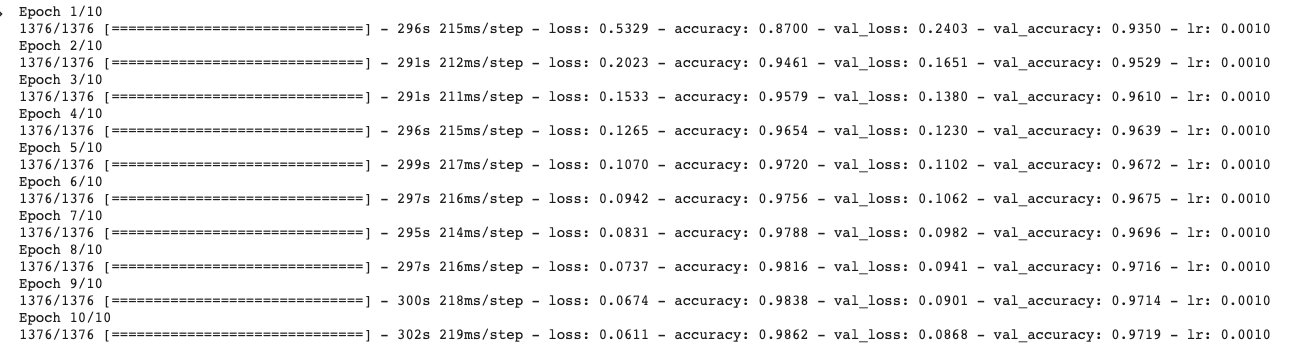 Epoch 1/10
1376/1376 [==============================] - 296s 215ms/step - loss: 0.5329 - accuracy: 0.8700 - val_loss: 0.2403 - val_accuracy: 0.9350 - lr: 0.0010
Epoch 2/10
1376/1376 [==============================] - 291s 212ms/step - loss: 0.2023 - accuracy: 0.9461 - val_loss: 0.1651 - val_accuracy: 0.9529 - lr: 0.0010
Epoch 3/10
1376/1376 [==============================] - 291s 211ms/step - loss: 0.1533 - accuracy: 0.9579 - val_loss: 0.1380 - val_accuracy: 0.9610 - lr: 0.0010
Epoch 4/10
1376/1376 [==============================] - 296s 215ms/step - loss: 0.1265 - accuracy: 0.9654 - val_loss: 0.1230 - val_accuracy: 0.9639 - lr: 0.0010
Epoch 5/10
1376/1376 [==============================] - 299s 217ms/step - loss: 0.1070 - accuracy: 0.9720 - val_loss: 0.1102 - val_accuracy: 0.9672 - lr: 0.0010
Epoch 6/10
1376/1376 [==============================] - 297s 216ms/step - loss: 0.0942 - accuracy: 0.9756 - val_loss: 0.1062 - val_accuracy: 0.9675 - lr: 0.0010
Epoch 7/10
1376/1376 [==============================] - 295s 214ms/step - loss: 0.0831 - accuracy: 0.9788 - val_loss: 0.0982 - val_accuracy: 0.9696 - lr: 0.0010
Epoch 8/10
1376/1376 [==============================] - 297s 216ms/step - loss: 0.0737 - accuracy: 0.9816 - val_loss: 0.0941 - val_accuracy: 0.9716 - lr: 0.0010
Epoch 9/10
1376/1376 [==============================] - 300s 218ms/step - loss: 0.0674 - accuracy: 0.9838 - val_loss: 0.0901 - val_accuracy: 0.9714 - lr: 0.0010
Epoch 10/10
1376/1376 [==============================] - 302s 219ms/step - loss: 0.0611 - accuracy: 0.9862 - val_loss: 0.0868 - val_accuracy: 0.9719 - lr: 0.0010